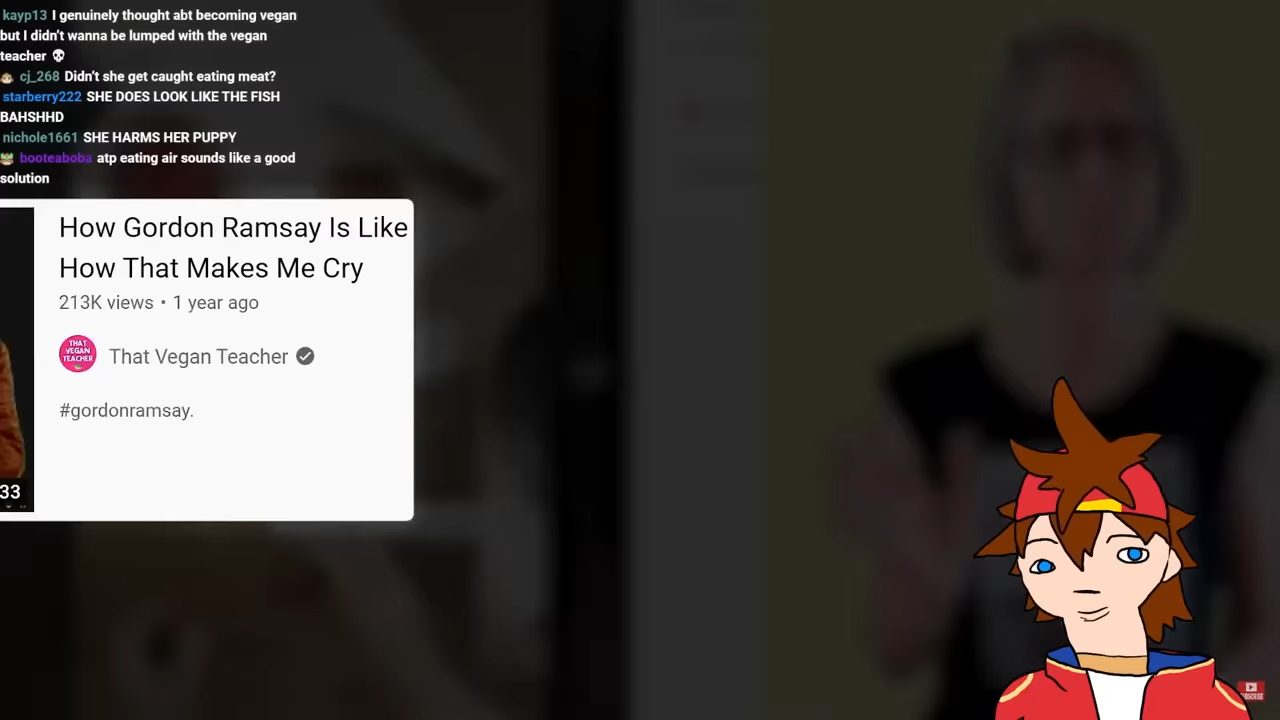 kayp13 I genuinely thought abt becoming vegan
but I didn't wanna be lumped with the vegan
teacher 💀
cj_268 Didn't she get caught eating meat?
starberry222 SHE DOES LOOK LIKE THE FISH
BAHSHHD
nichole1661 SHE HARMS HER PUPPY
booteaboba atp eating air sounds like a good
solution
How Gordon Ramsay Is Like
How That Makes Me Cry
213K views • 1 year ago
THAT
VEGAN
TEACHER
That Vegan Teacher
#gordonramsay.
33